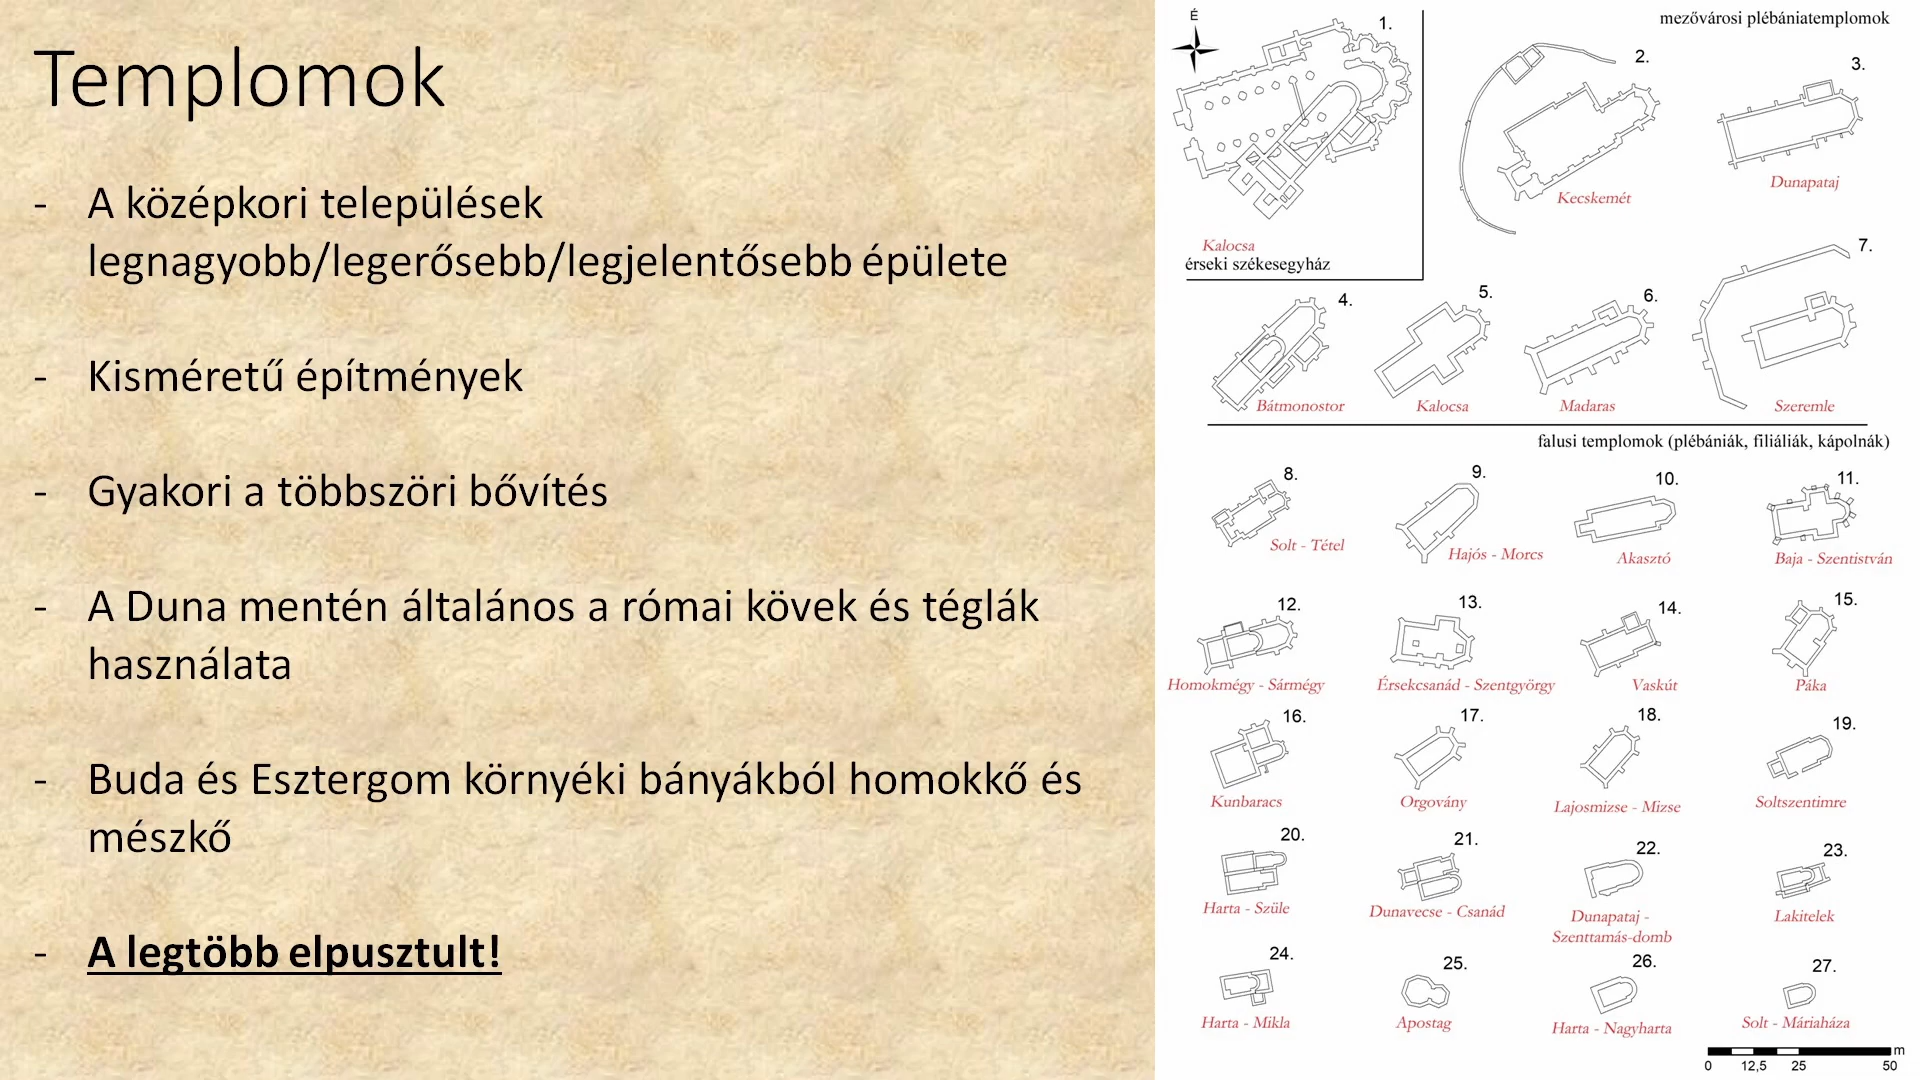 Templomok
- A középkori települések
legnagyobb/legerősebb/legjelentősebb épülete
- Kisméretű építmények
- Gyakori a többszöri bővítés
- A Duna mentén általános a római kövek és téglák
használata
- Buda és Esztergom környéki bányákból homokkő és
mészkő
- A legtöbb elpusztult!
É
1.
Kalocsa
érseki székesegyház
mezővárosi plébániatemplomok
2.
Kecskemét
3.
Dunapataj
4.
Bátmonostor
5.
Kalocsa
6.
Madaras
7.
Szeremle
falusi templomok (plébániák, filiáliák, kápolnák)
8.
Solt - Tétel
9.
Hajós - Morcs
10.
Akasztó
11.
Baja - Szentistván
12.
Homokmégy - Sármégy
13.
Érsekcsanád - Szentgyörgy
14.
Vaskút
15.
Páka
16.
Kunbaracs
17.
Orgovány
18.
Lajosmizse - Mizse
19.
Soltszentimre
20.
Harta - Szüle
21.
Dunavecse - Csanád
22.
Dunapataj -
Szenttamás-domb
23.
Lakitelek
24.
Harta - Mikla
25.
Apostag
26.
Harta - Nagyharta
27.
Solt - Máriaháza
m
0 12,5 25 50